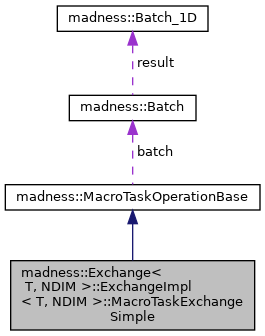 madness::Batch_1D
result
madness::Batch
batch
madness::MacroTaskOperationBase
madness::Exchange<
T, NDIM >::ExchangeImpl
< T, NDIM >::MacroTaskExchange
Simple